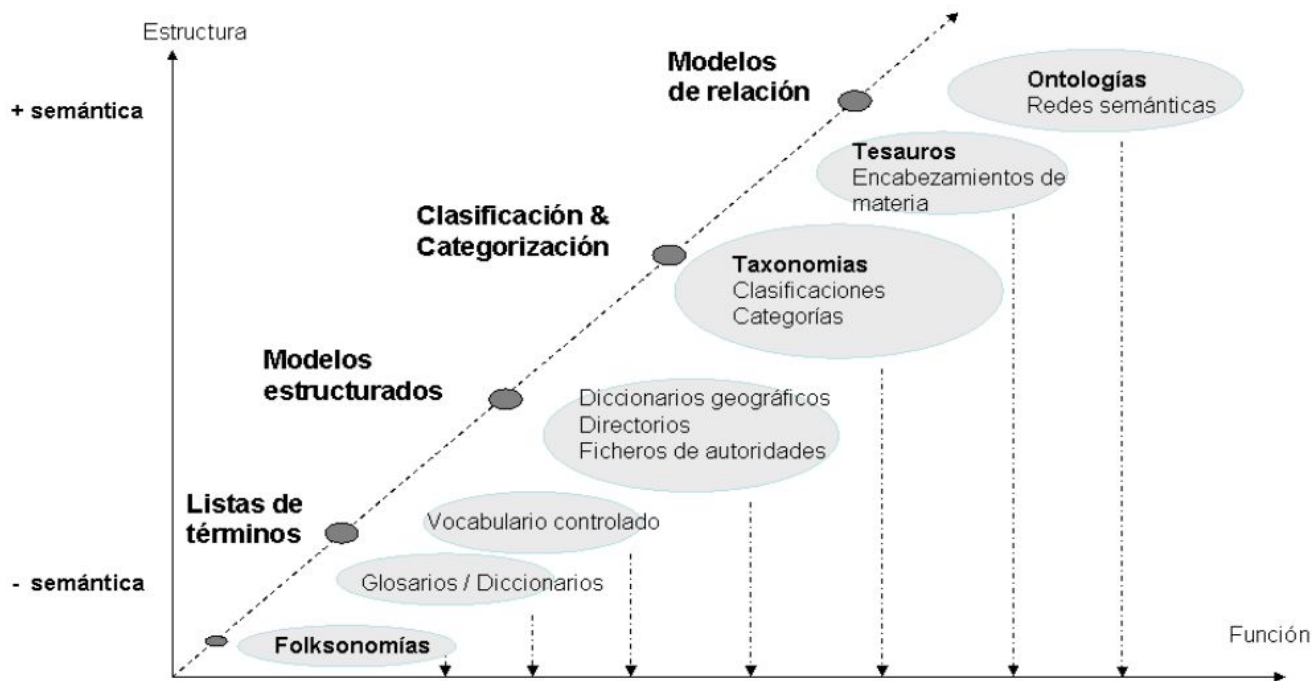 Estructura
+ semántica
Modelos
de relación
Ontologías
Redes semánticas
Tesauros
Encabezamientos de
materia
Clasificación &
Categorización
Taxonomias
Clasificaciones
Categorías
Modelos
estructurados
Diccionarios geográficos
Directorios
Ficheros de autoridades
Listas de
términos
Vocabulario controlado
- semántica
Glosarios / Diccionarios
Folksonomías
Función